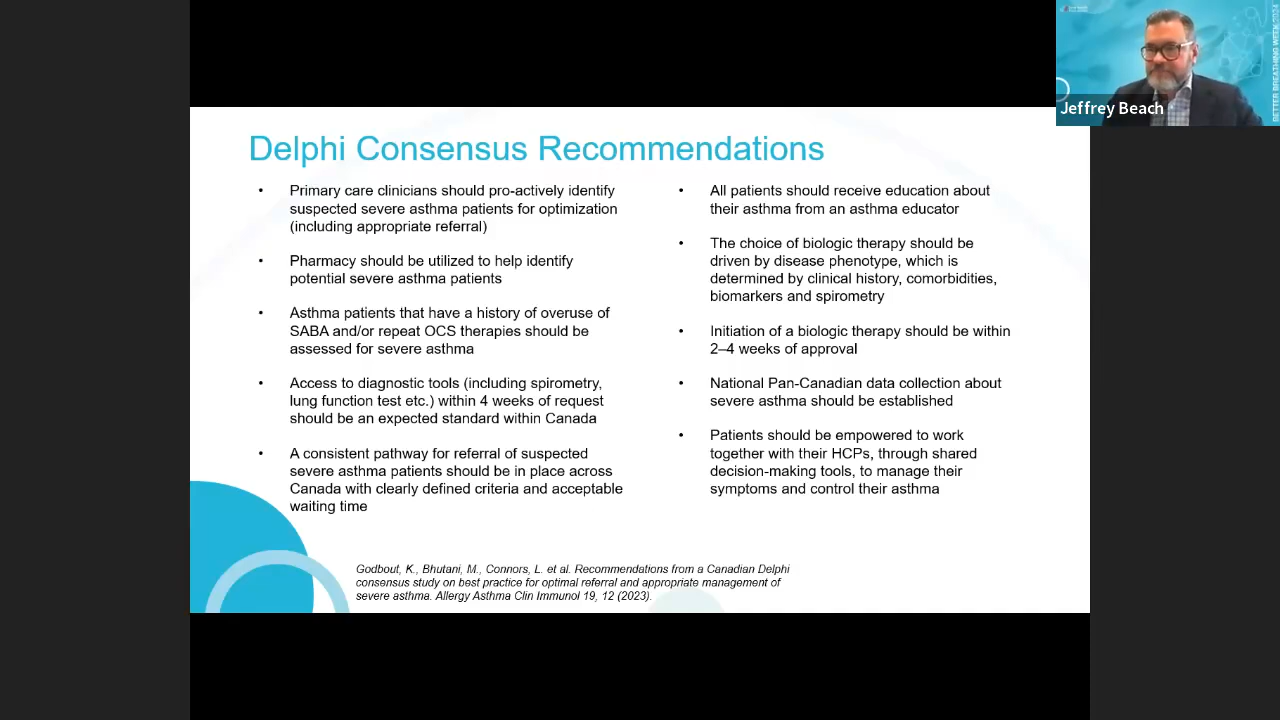 Delphi Consensus Recommendations
• Primary care clinicians should pro-actively identify
suspected severe asthma patients for optimization
(including appropriate referral)
• Pharmacy should be utilized to help identify
potential severe asthma patients
• Asthma patients that have a history of overuse of
SABA and/or repeat OCS therapies should be
assessed for severe asthma
• Access to diagnostic tools (including spirometry,
lung function test etc.) within 4 weeks of request
should be an expected standard within Canada
• A consistent pathway for referral of suspected
severe asthma patients should be in place across
Canada with clearly defined criteria and acceptable
waiting time
• All patients should receive education about
their asthma from an asthma educator
• The choice of biologic therapy should be
driven by disease phenotype, which is
determined by clinical history, comorbidities,
biomarkers and spirometry
• Initiation of a biologic therapy should be within
2–4 weeks of approval
• National Pan-Canadian data collection about
severe asthma should be established
• Patients should be empowered to work
together with their HCPs, through shared
decision-making tools, to manage their
symptoms and control their asthma
Godbout, K., Bhutani, M., Connors, L. et al. Recommendations from a Canadian Delphi
consensus study on best practice for optimal referral and appropriate management of
severe asthma. Allergy Asthma Clin Immunol 19, 12 (2023).
Jeffrey Beach
BETTER BREATHING WEEK 2024